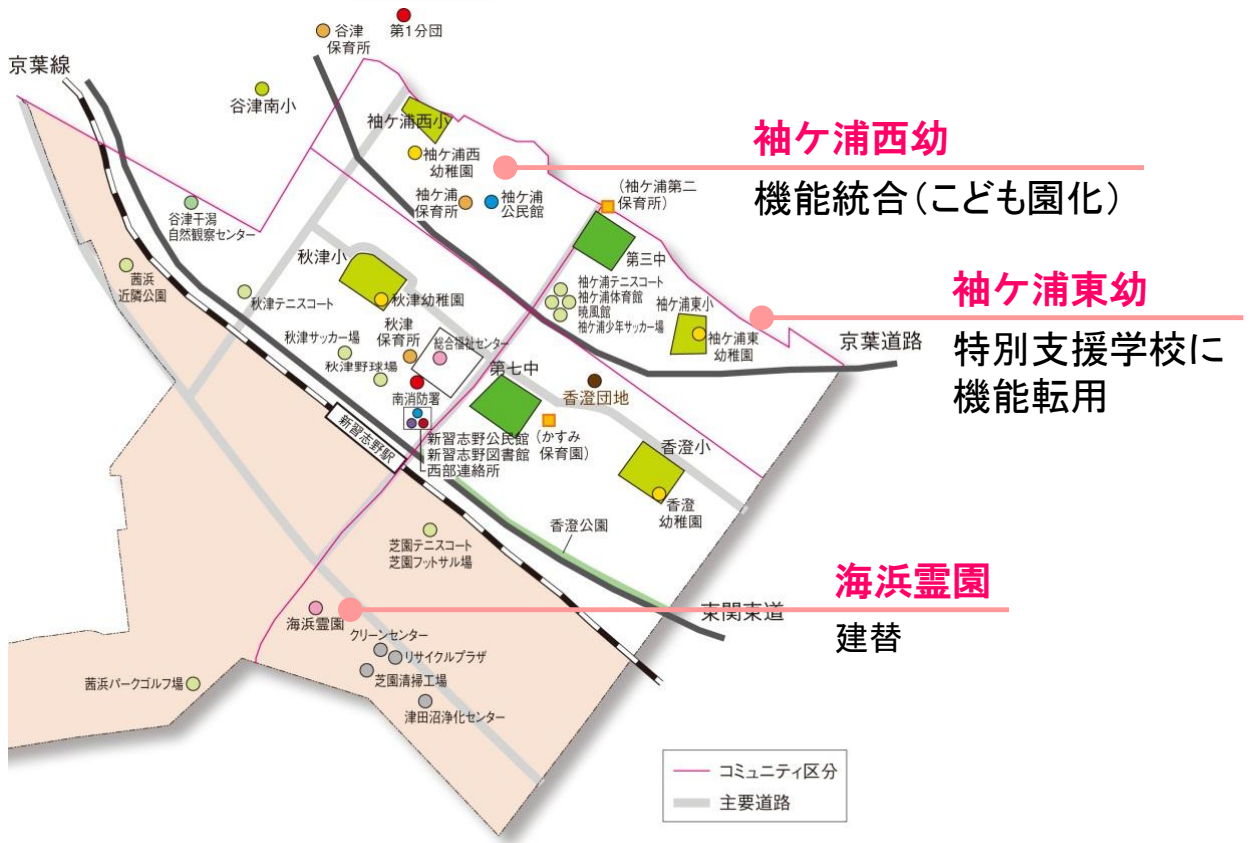 谷津
保育所
第1分団
京葉線
谷津南小
袖ケ浦西小
袖ケ浦西
幼稚園
袖ケ浦
保育所
袖ケ浦
公民館
(袖ケ浦第二
保育所)
第三中
谷津干潟
自然観察センター
秋津小
秋津幼稚園
茜浜
近隣公園
秋津テニスコート
袖ケ浦テニスコート
袖ケ浦体育館
暁風館
袖ケ浦少年サッカー場
袖ケ浦東小
袖ケ浦東
幼稚園
京葉道路
秋津サッカー場
秋津
保育所
総合福祉センター
秋津野球場
南消防署
第七中
香澄団地
新習志野駅
新習志野公民館
新習志野図書館
西部連絡所
(かすみ
保育園)
香澄小
香澄
幼稚園
香澄公園
芝園テニスコート
芝園フットサル場
東関東道
海浜霊園
クリーンセンター
リサイクルプラザ
芝園清掃工場
茜浜パークゴルフ場
津田沼浄化センター
袖ケ浦西幼
機能統合(こども園化)
袖ケ浦東幼
特別支援学校に
機能転用
海浜霊園
建替
コミュニティ区分
主要道路